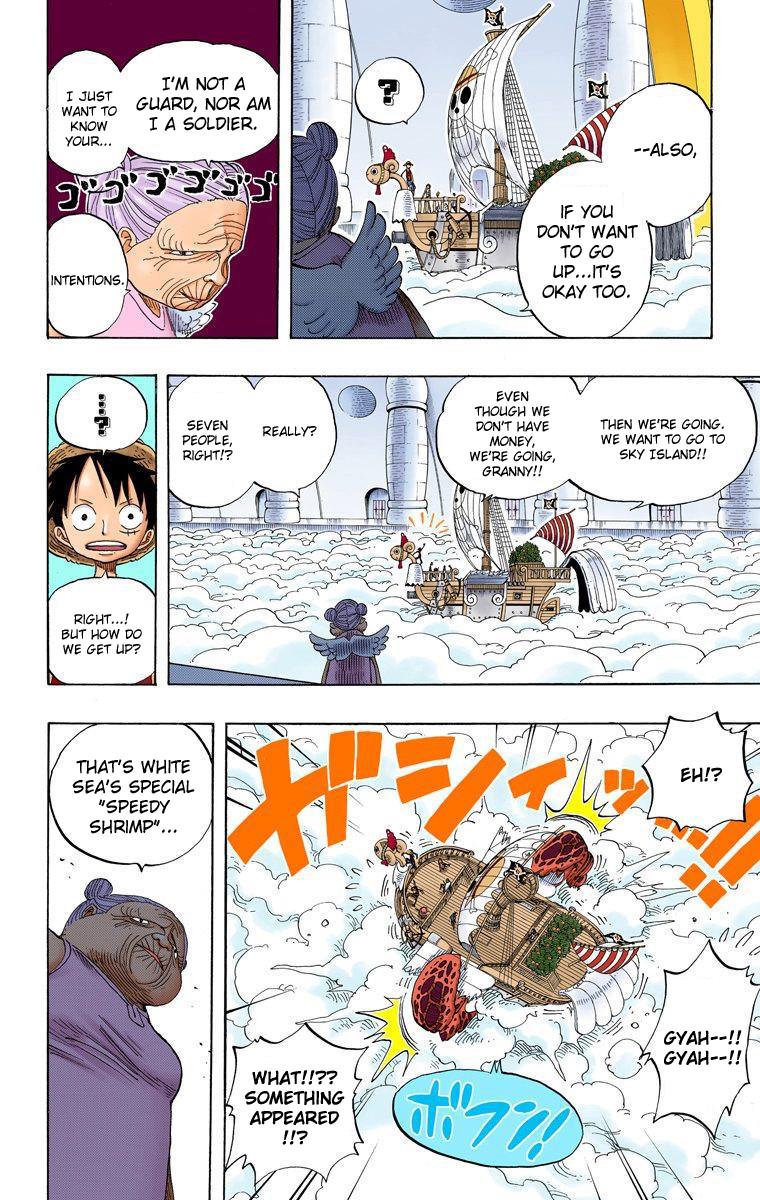 --ALSO,
IF YOU
DON'T WANT
TO GO
UP...IT'S
OKAY TOO.
?
I'M NOT A
GUARD, NOR AM
I A SOLDIER.
I JUST
WANT TO
KNOW
YOUR...
ゴゴゴゴゴゴ
INTENTIONS.
THEN WE'RE GOING.
WE WANT TO GO TO
SKY ISLAND!!
EVEN
THOUGH WE
DON'T HAVE
MONEY,
WE'RE GOING,
GRANNY!!
REALLY?
SEVEN
PEOPLE,
RIGHT!?
...?
RIGHT...!
BUT HOW DO
WE GET UP?
EH!?
ガシィッ!!
GYAH--!!
GYAH--!!
ボフン!
WHAT!!??
SOMETHING
APPEARED
!!?
THAT'S WHITE
SEA'S SPECIAL
"SPEEDY
SHRIMP"...